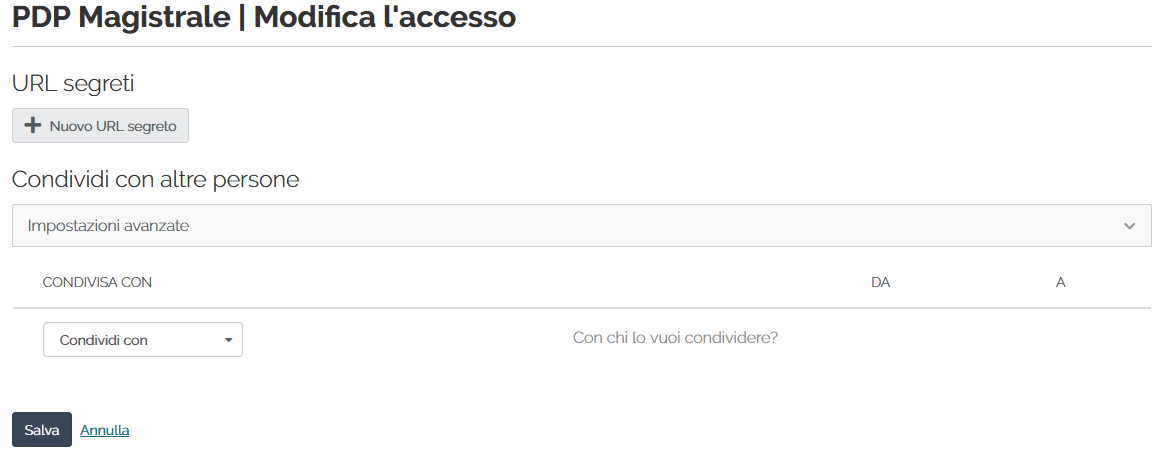 PDP Magistrale | Modifica l'accesso
URL segreti
Nuovo URL segreto
Condividi con altre persone
Impostazioni avanzate
CONDIVISA CON DA A
Condividi con Con chi lo vuoi condividere?
Salva Annulla